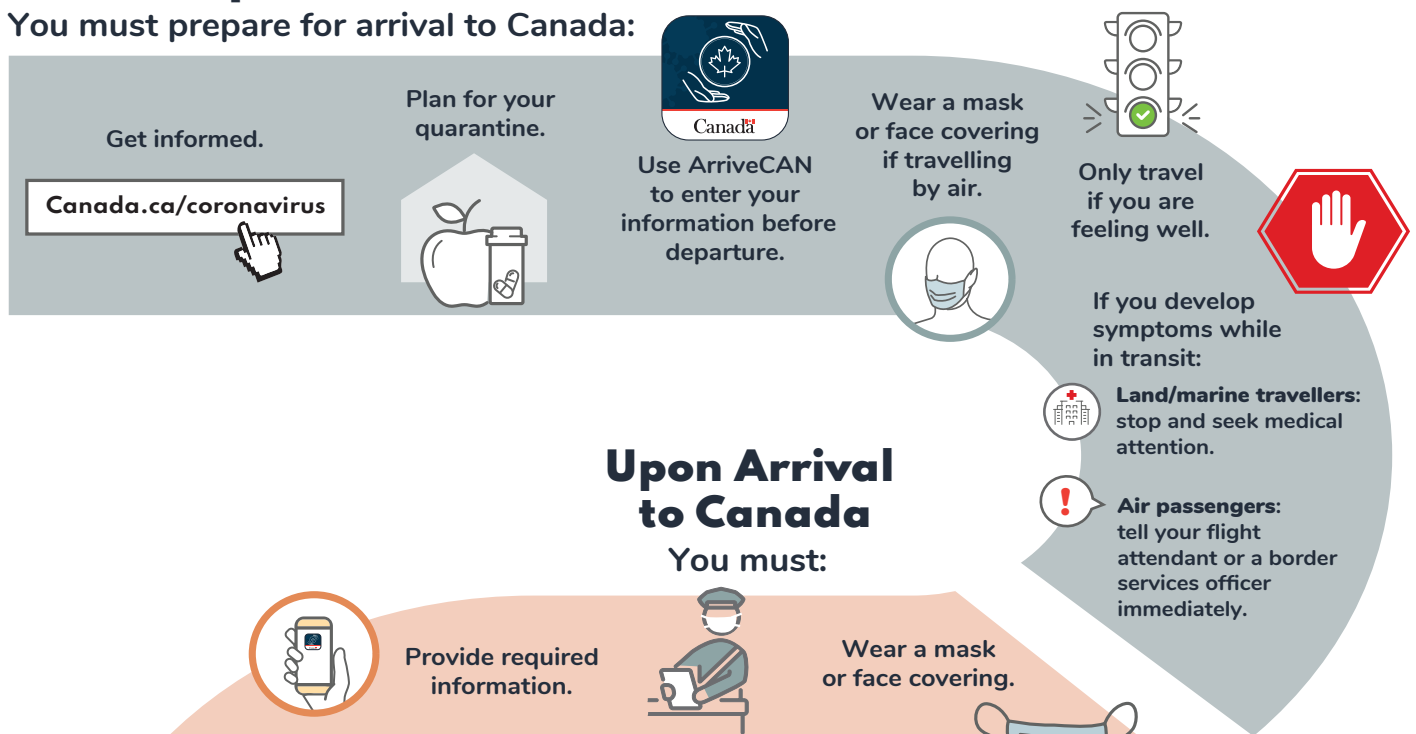 You must prepare for arrival to Canada:
Get informed.
Canada.ca/coronavirus
Plan for your
quarantine.
Canada
Use ArriveCAN
to enter your
information before
departure.
Wear a mask
or face covering
if travelling
by air.
Only travel
if you are
feeling well.
If you develop
symptoms while
in transit:
Land/marine travellers:
stop and seek medical
attention.
!
Air passengers:
tell your flight
attendant or a border
services officer
immediately.
Upon Arrival
to Canada
You must:
Provide required
information.
Wear a mask
or face covering.